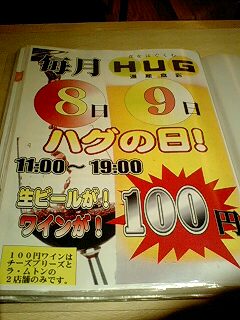 毎月 HUG
8日 9日
ハグの日!
11:00~19:00
生ビールが!
ワインが!
100円
100円ワインは
チーズブリーズと
ラ・ムトンの
2店舗のみです。